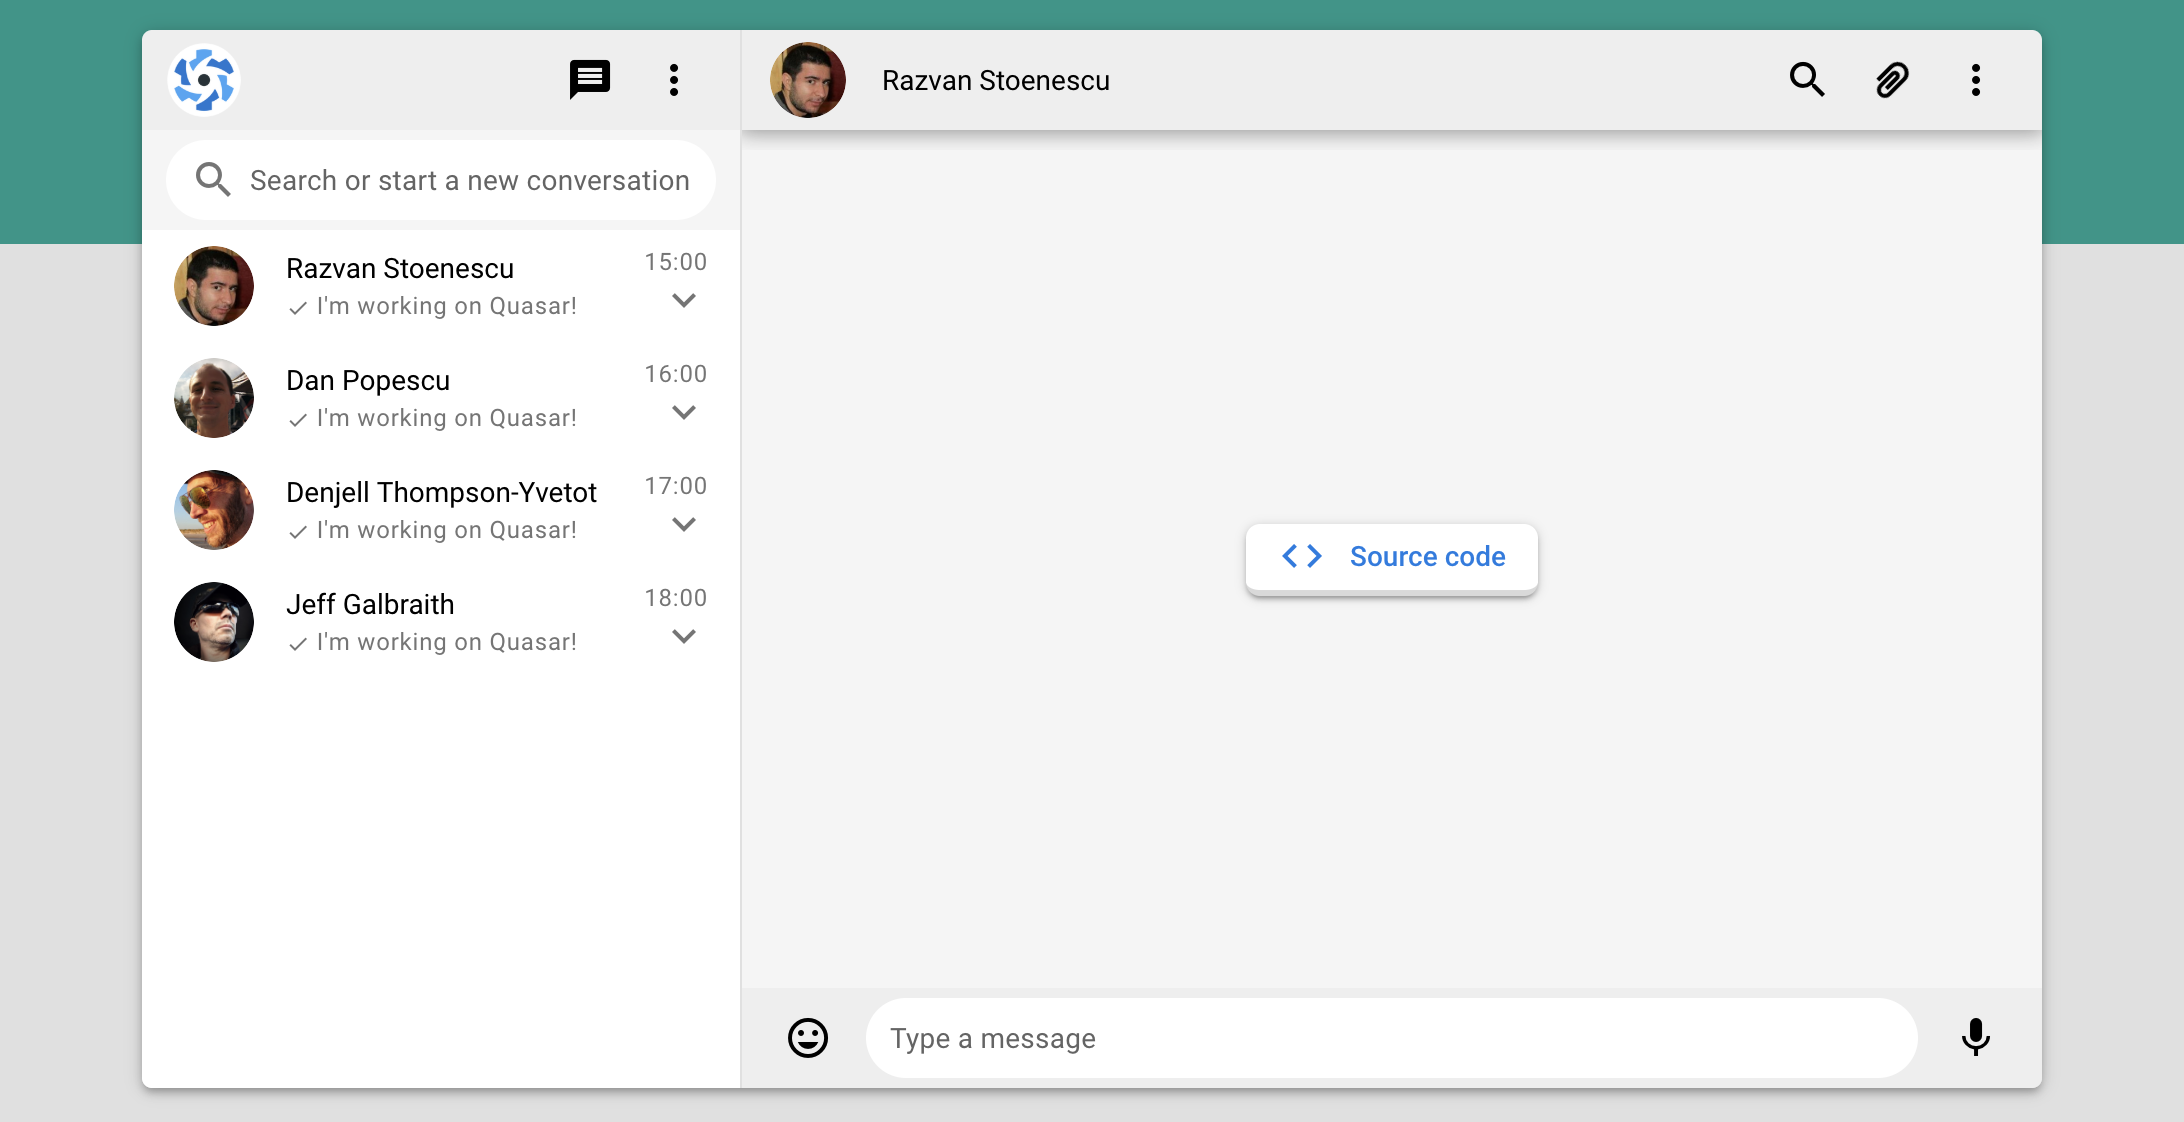 Razvan Stoenescu
Search or start a new conversation
Razvan Stoenescu
15:00
I'm working on Quasar!
Dan Popescu
16:00
I'm working on Quasar!
Denjell Thompson-Yvetot
17:00
I'm working on Quasar!
Jeff Galbraith
18:00
I'm working on Quasar!
Source code
Type a message